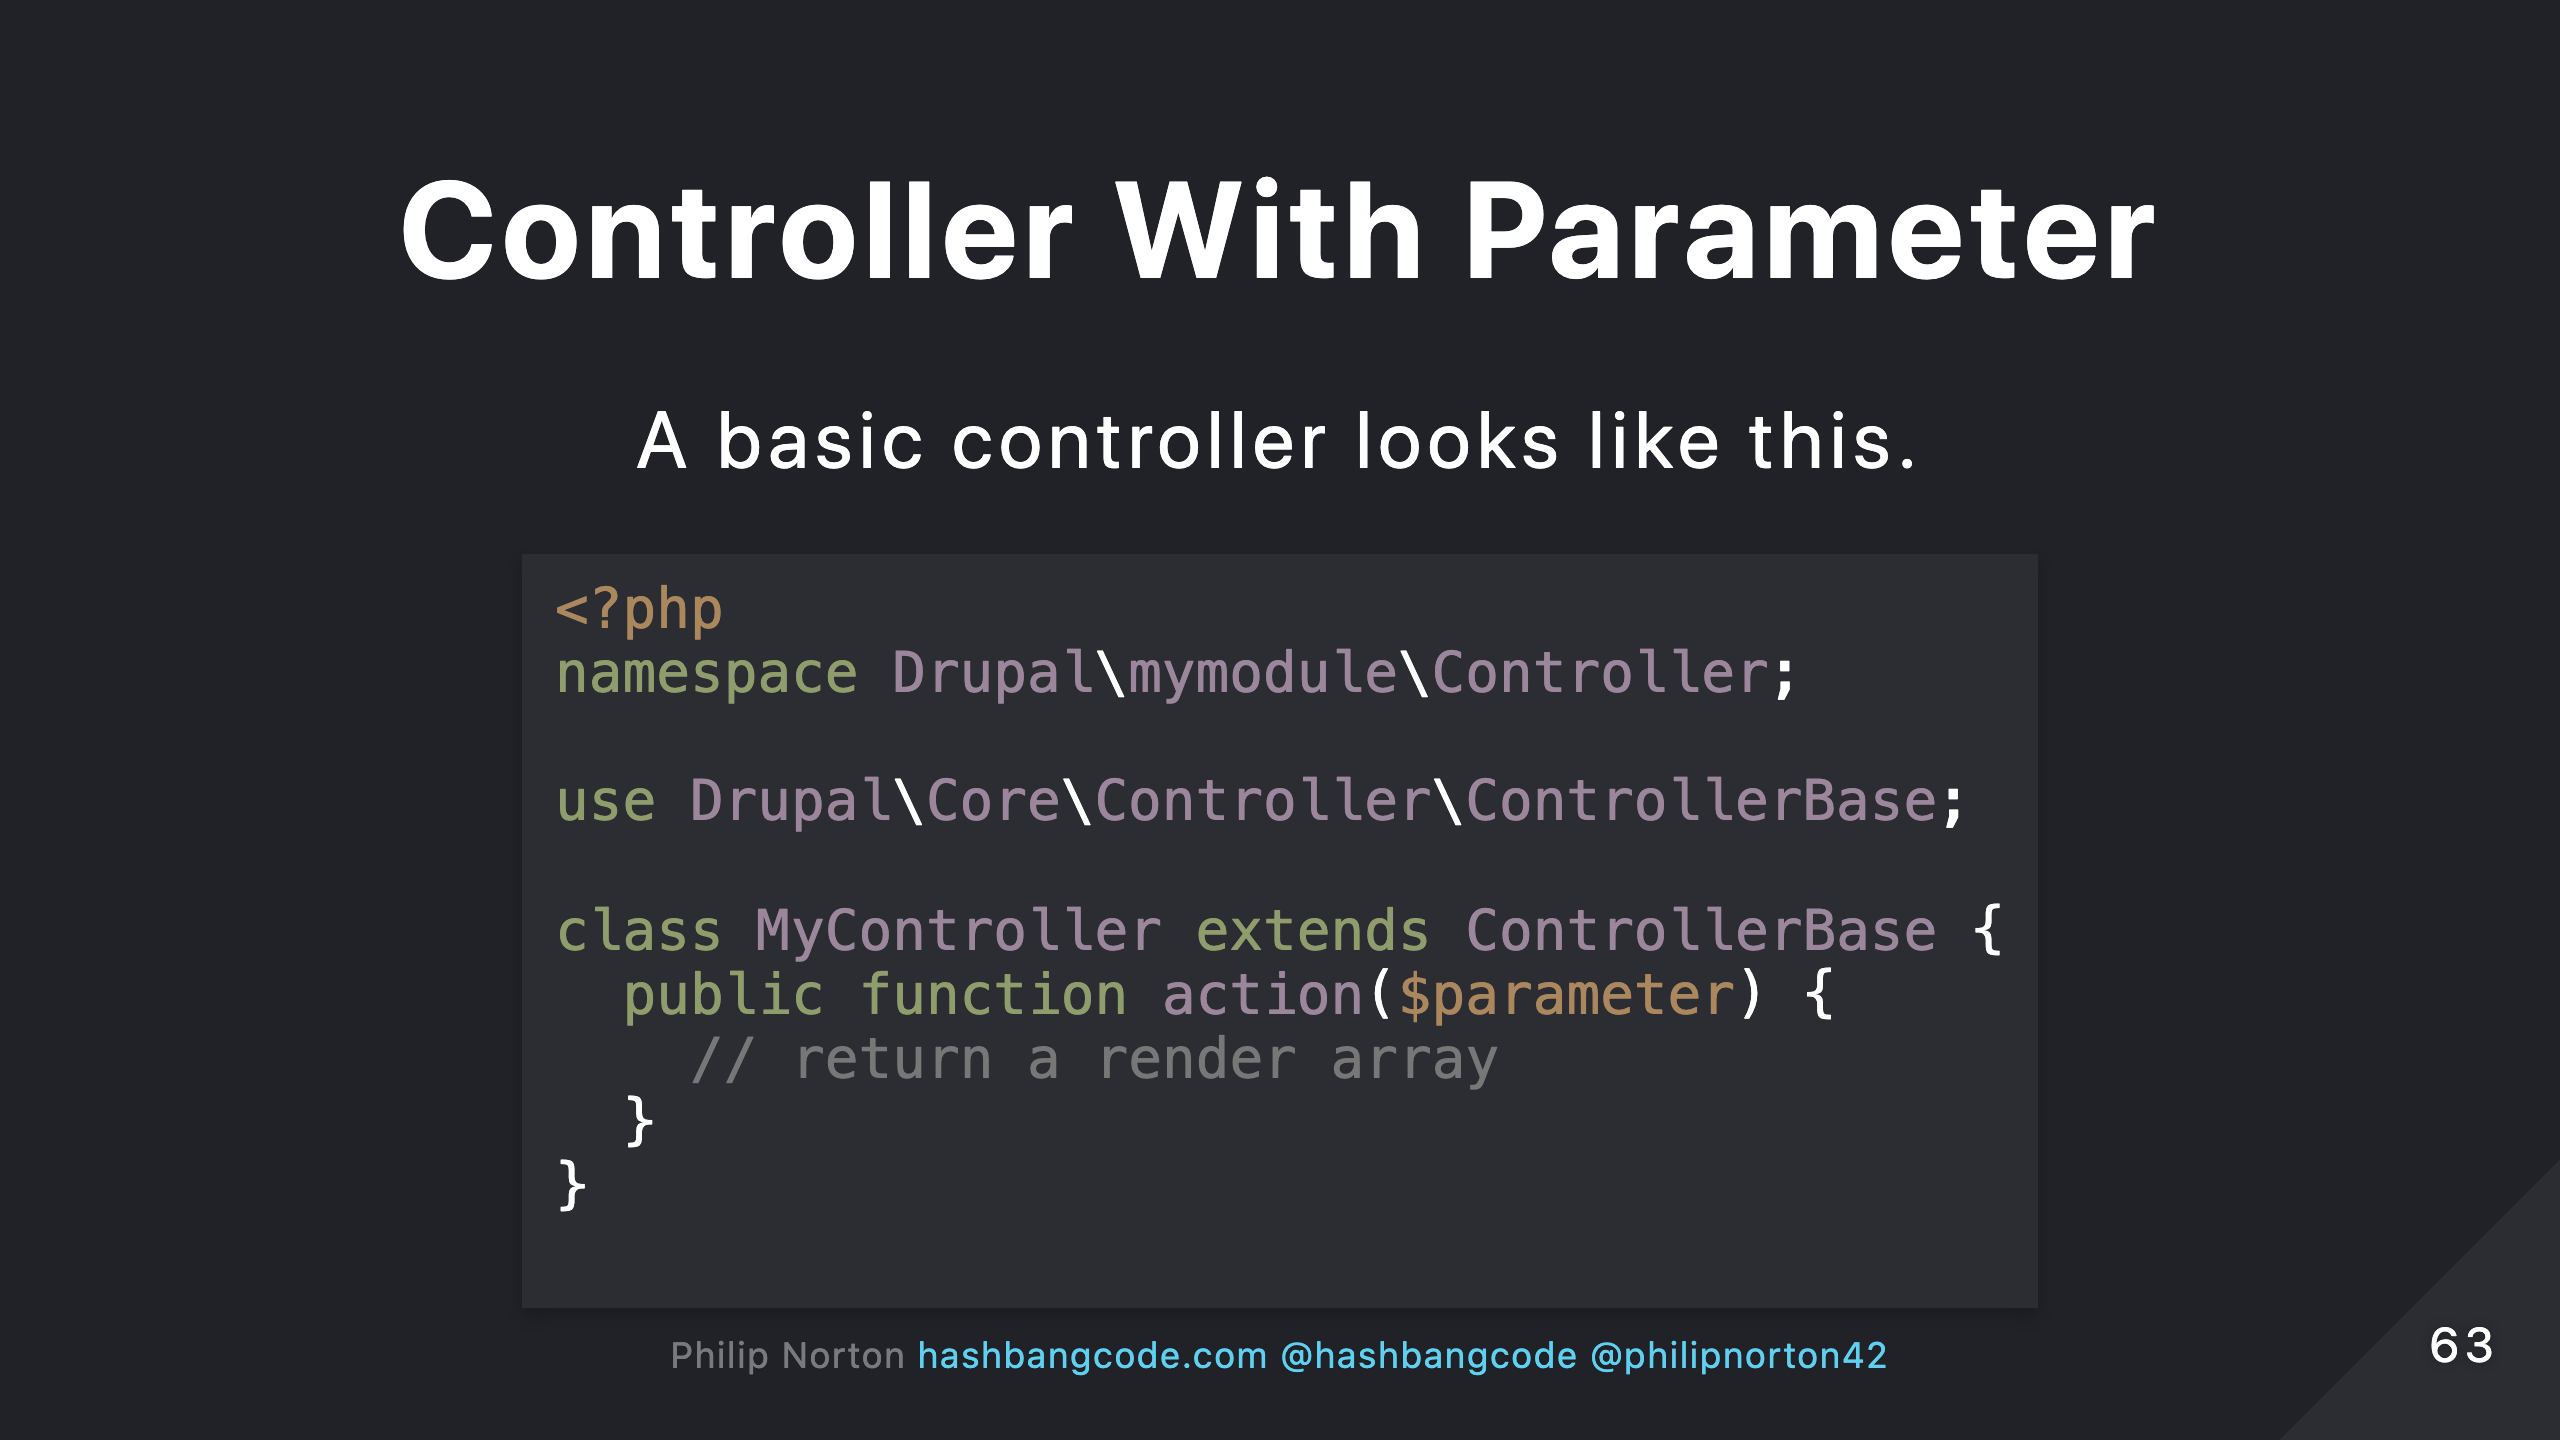 Controller With Parameter
A basic controller looks like this.
<?php
namespace Drupal\mymodule\Controller;
use Drupal\Core\Controller\ControllerBase;
class MyController extends ControllerBase {
  public function action($parameter) {
    // return a render array
  }
}
Philip Norton hashbangcode.com @hashbangcode @philipnorton42
63